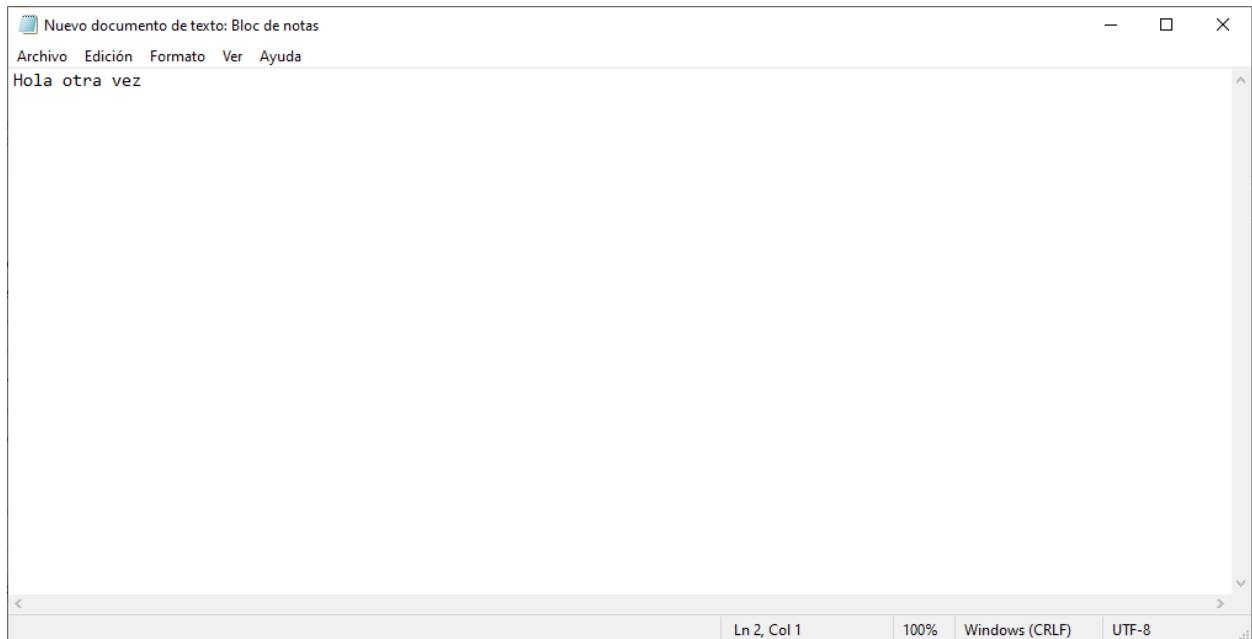 Nuevo documento de texto: Bloc de notas
Archivo Edición Formato Ver Ayuda
Hola otra vez
Ln 2, Col 1 100% Windows (CRLF) UTF-8